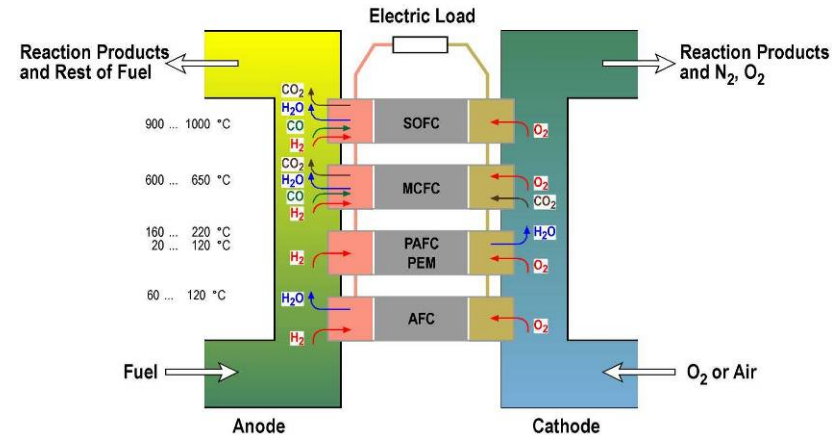 Electric Load
Reaction Products
and Rest of Fuel
Reaction Products
and N₂, O₂
CO₂
H₂O
CO
H₂
900 ... 1000 °C
SOFC
O₂
CO₂
H₂O
CO
H₂
600 ... 650 °C
MCFC
O₂
CO₂
160 ... 220 °C
20 ... 120 °C
H₂
PAFC
PEM
H₂O
O₂
60 ... 120 °C
H₂O
H₂
AFC
O₂
Fuel
O₂ or Air
Anode
Cathode